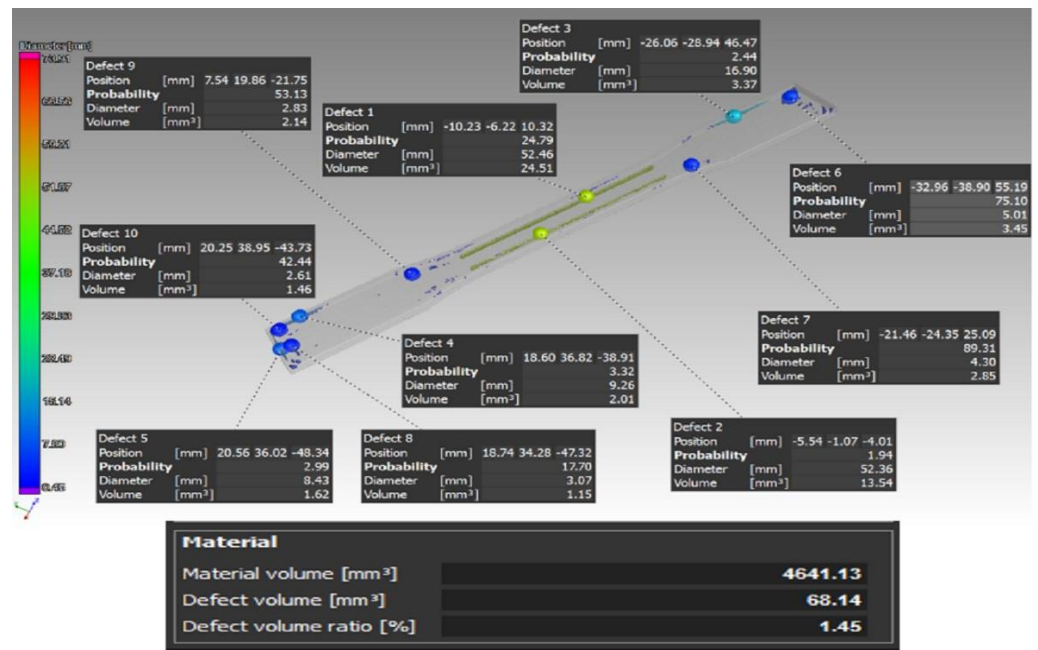 Diameter [mm]
Defect 3
Position [mm] -26.06 -28.94 46.47
Probability 2.44
Diameter [mm] 16.90
Volume [mm³] 3.37
Defect 9
Position [mm] 7.54 19.86 -21.75
Probability 53.13
Diameter [mm] 2.83
Volume [mm³] 2.14
Defect 1
Position [mm] -10.23 -6.22 10.32
Probability 24.79
Diameter [mm] 52.46
Volume [mm³] 24.51
Defect 6
Position [mm] -32.96 -38.90 55.19
Probability 75.10
Diameter [mm] 5.01
Volume [mm³] 3.45
Defect 10
Position [mm] 20.25 38.95 -43.73
Probability 42.44
Diameter [mm] 2.61
Volume [mm³] 1.46
Defect 7
Position [mm] -21.46 -24.35 25.09
Probability 89.31
Diameter [mm] 4.30
Volume [mm³] 2.85
Defect 4
Position [mm] 18.60 36.82 -38.91
Probability 3.32
Diameter [mm] 9.26
Volume [mm³] 2.01
Defect 2
Position [mm] -5.54 -1.07 -4.01
Probability 1.94
Diameter [mm] 52.36
Volume [mm³] 13.54
Defect 5
Position [mm] 20.56 36.02 -48.34
Probability 2.99
Diameter [mm] 8.43
Volume [mm³] 1.62
Defect 8
Position [mm] 18.74 34.28 -47.32
Probability 17.70
Diameter [mm] 3.07
Volume [mm³] 1.15
Material
Material volume [mm³] 4641.13
Defect volume [mm³] 68.14
Defect volume ratio [%] 1.45